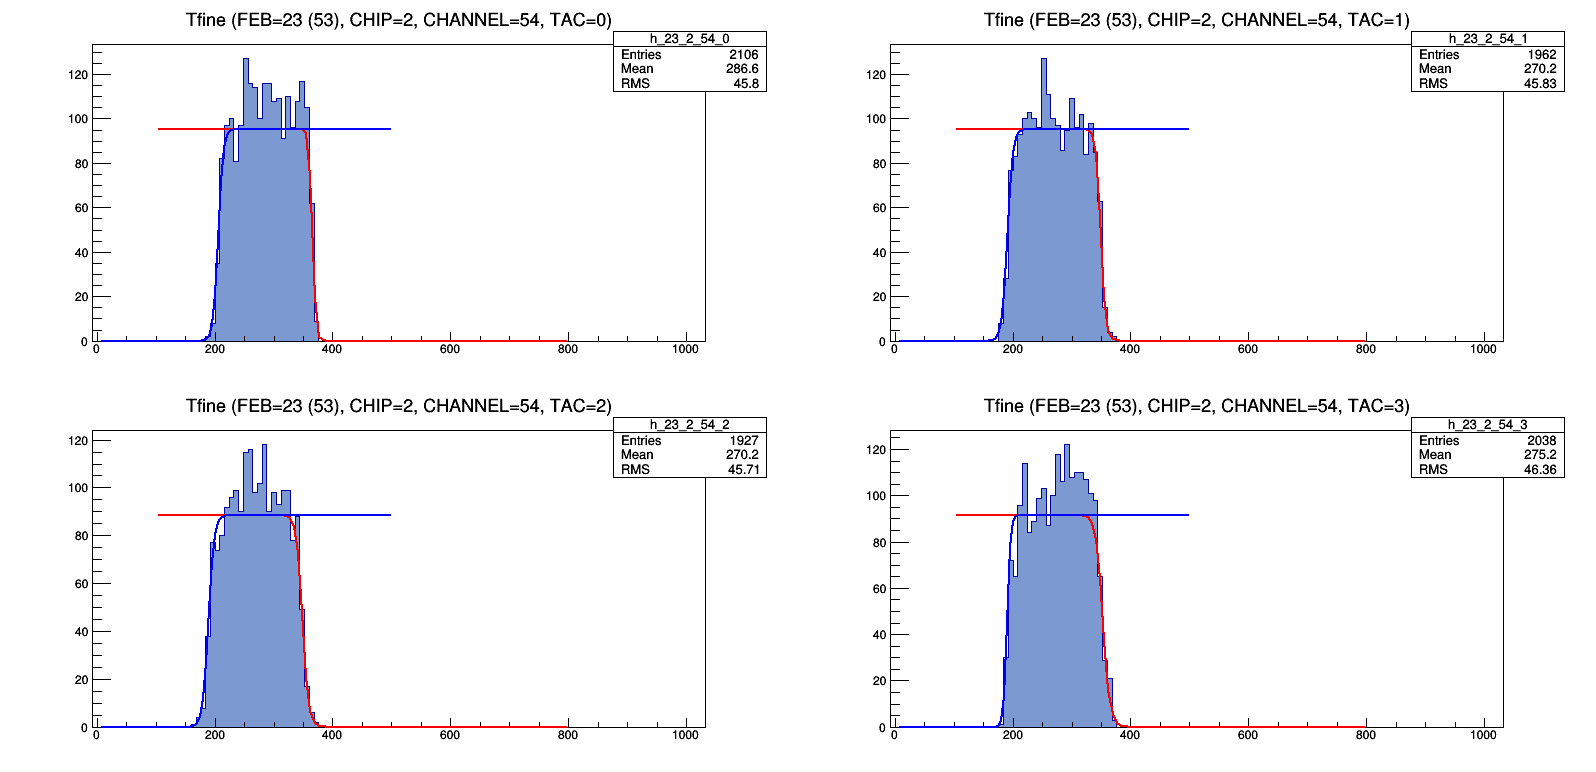 Tfine (FEB=23 (53), CHIP=2, CHANNEL=54, TAC=0)
h_23_2_54_0
Entries 2106
Mean 286.6
RMS 45.8
120
100
80
60
40
20
0
0 200 400 600 800 1000
Tfine (FEB=23 (53), CHIP=2, CHANNEL=54, TAC=1)
h_23_2_54_1
Entries 1962
Mean 270.2
RMS 45.83
120
100
80
60
40
20
0
0 200 400 600 800 1000
Tfine (FEB=23 (53), CHIP=2, CHANNEL=54, TAC=2)
h_23_2_54_2
Entries 1927
Mean 270.2
RMS 45.71
120
100
80
60
40
20
0
0 200 400 600 800 1000
Tfine (FEB=23 (53), CHIP=2, CHANNEL=54, TAC=3)
h_23_2_54_3
Entries 2038
Mean 275.2
RMS 46.36
120
100
80
60
40
20
0
0 200 400 600 800 1000